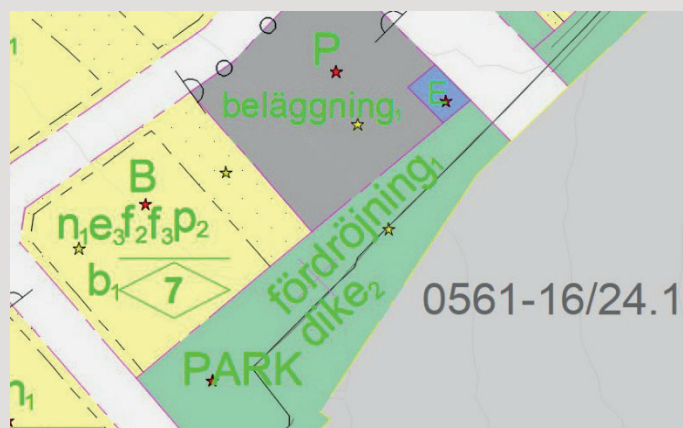 P
E
beläggning₁
B
n₁e₃f₂f₃p₂
b₁ 7
fördröjning₁
dike₂
0561-16/24.1
PARK
n₁